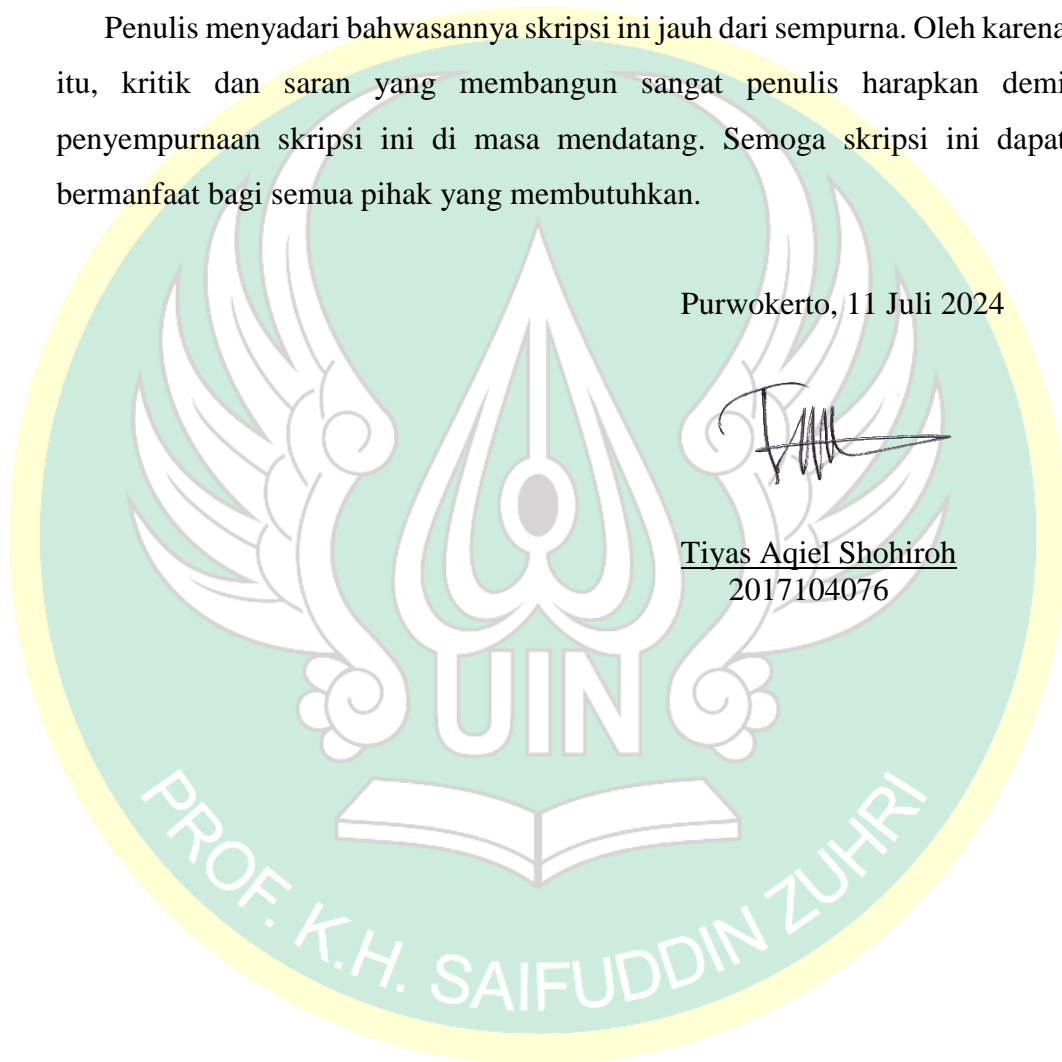 Penulis menyadari bahwasannya skripsi ini jauh dari sempurna. Oleh karena
itu, kritik dan saran yang membangun sangat penulis harapkan demi
penyempurnaan skripsi ini di masa mendatang. Semoga skripsi ini dapat
bermanfaat bagi semua pihak yang membutuhkan.
Purwokerto, 11 Juli 2024
Tiyas Aqiel Shohiroh
2017104076
UIN
PROF. K.H. SAIFUDDIN ZUHRI